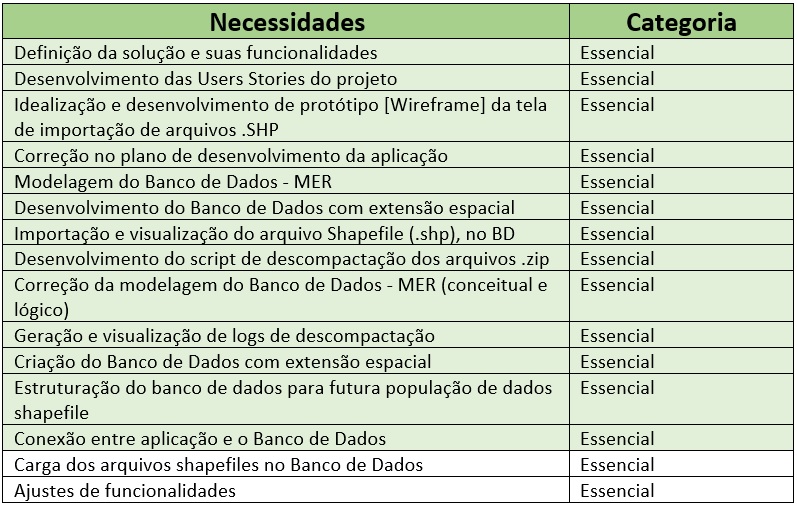 Necessidades Categoria
Definição da solução e suas funcionalidades Essencial
Desenvolvimento das Users Stories do projeto Essencial
Idealização e desenvolvimento de protótipo [Wireframe] da tela Essencial
de importação de arquivos .SHP
Correção no plano de desenvolvimento da aplicação Essencial
Modelagem do Banco de Dados - MER Essencial
Desenvolvimento do Banco de Dados com extensão espacial Essencial
Importação e visualização do arquivo Shapefile (.shp), no BD Essencial
Desenvolvimento do script de descompactação dos arquivos .zip Essencial
Correção da modelagem do Banco de Dados - MER (conceitual e Essencial
lógico)
Geração e visualização de logs de descompactação Essencial
Criação do Banco de Dados com extensão espacial Essencial
Estruturação do banco de dados para futura população de dados Essencial
shapefile
Conexão entre aplicação e o Banco de Dados Essencial
Carga dos arquivos shapefiles no Banco de Dados Essencial
Ajustes de funcionalidades Essencial